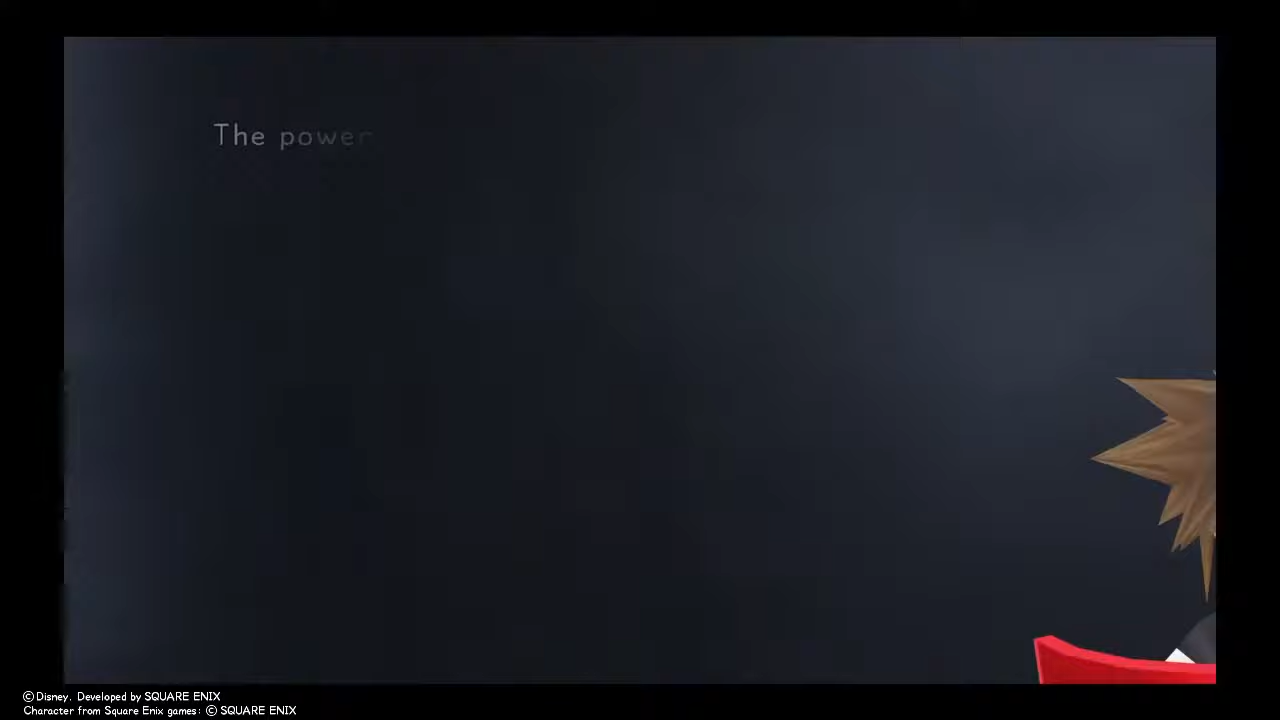 The power
©Disney. Developed by SQUARE ENIX
Character from Square Enix games: © SQUARE ENIX